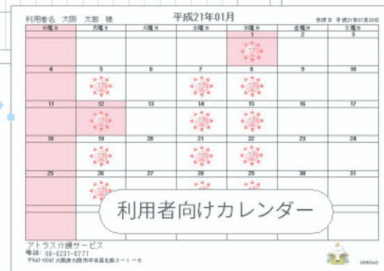 利用者名 大阪 太郎 様
平成21年01月
日曜日 月曜日 火曜日 水曜日 木曜日 金曜日 土曜日
1 2 3
4 5 6 7 8 9 10
11 12 13 14 15 16 17
18 19 20 21 22 23 24
25 26 27 28 29 30 31
利用者向けカレンダー
アトラス介護サービス